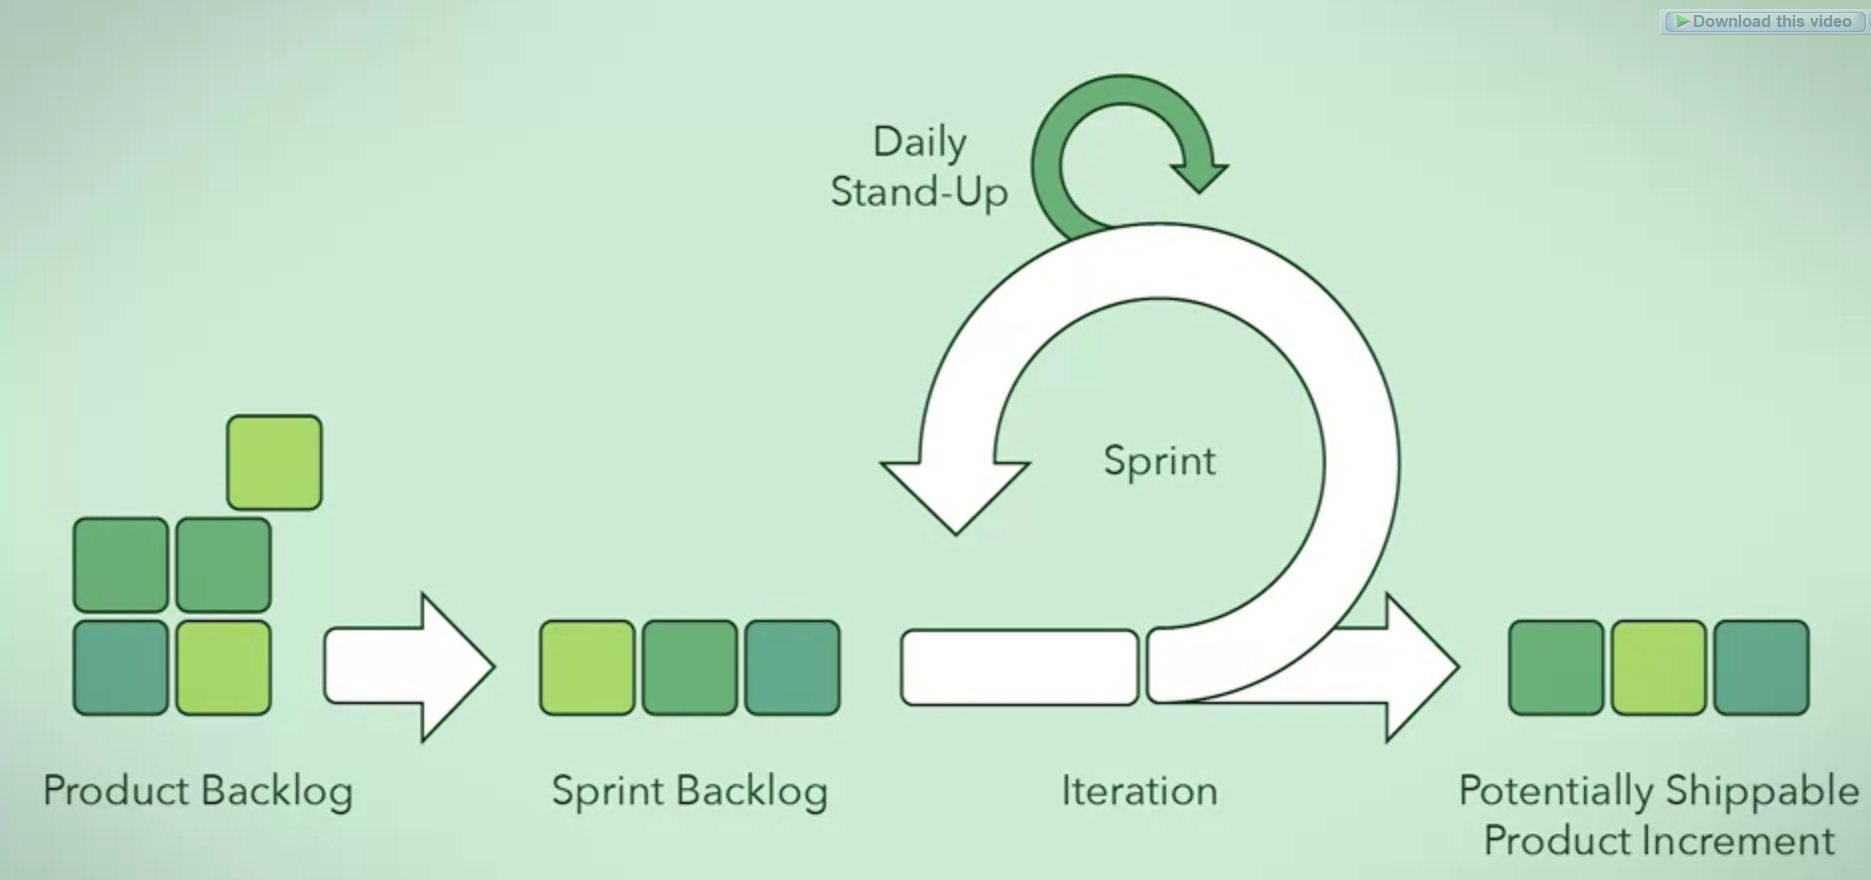 Download this video
Daily
Stand-Up
Sprint
Product Backlog
Sprint Backlog
Iteration
Potentially Shippable
Product Increment